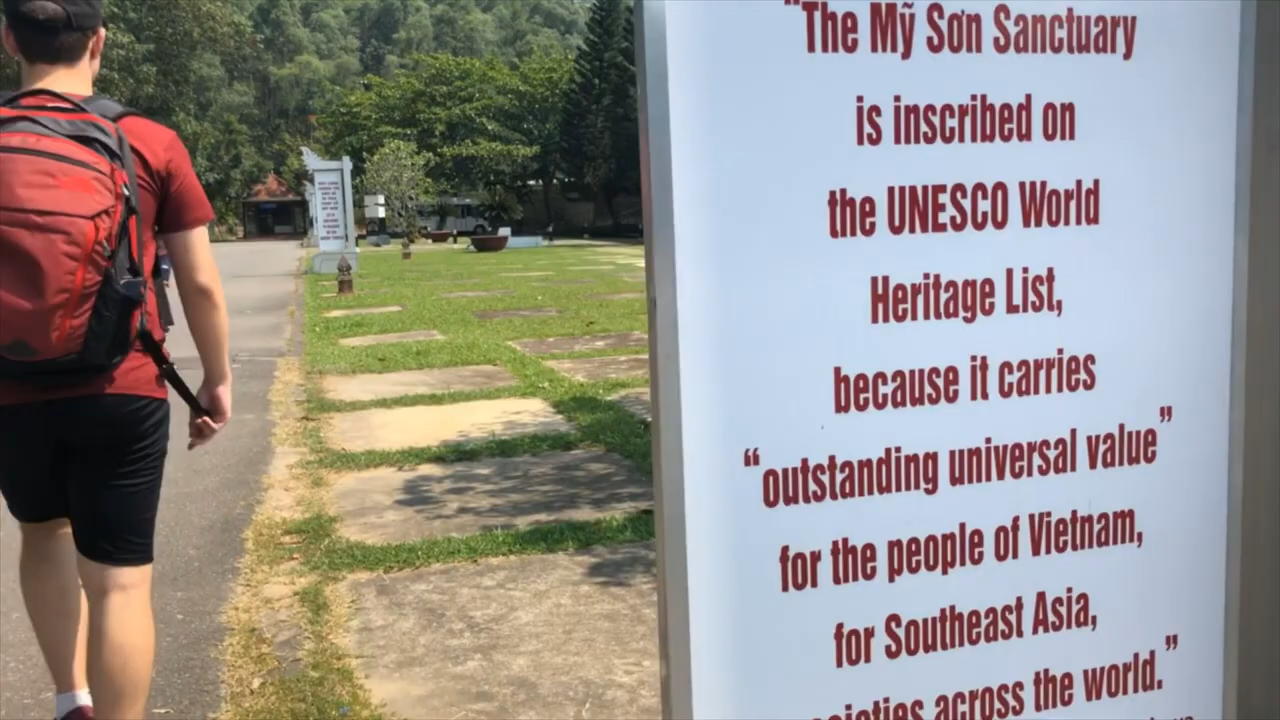 "The Mỹ Sơn Sanctuary
is inscribed on
the UNESCO World
Heritage List,
because it carries
“outstanding universal value”
for the people of Vietnam,
for Southeast Asia,
across the world.”